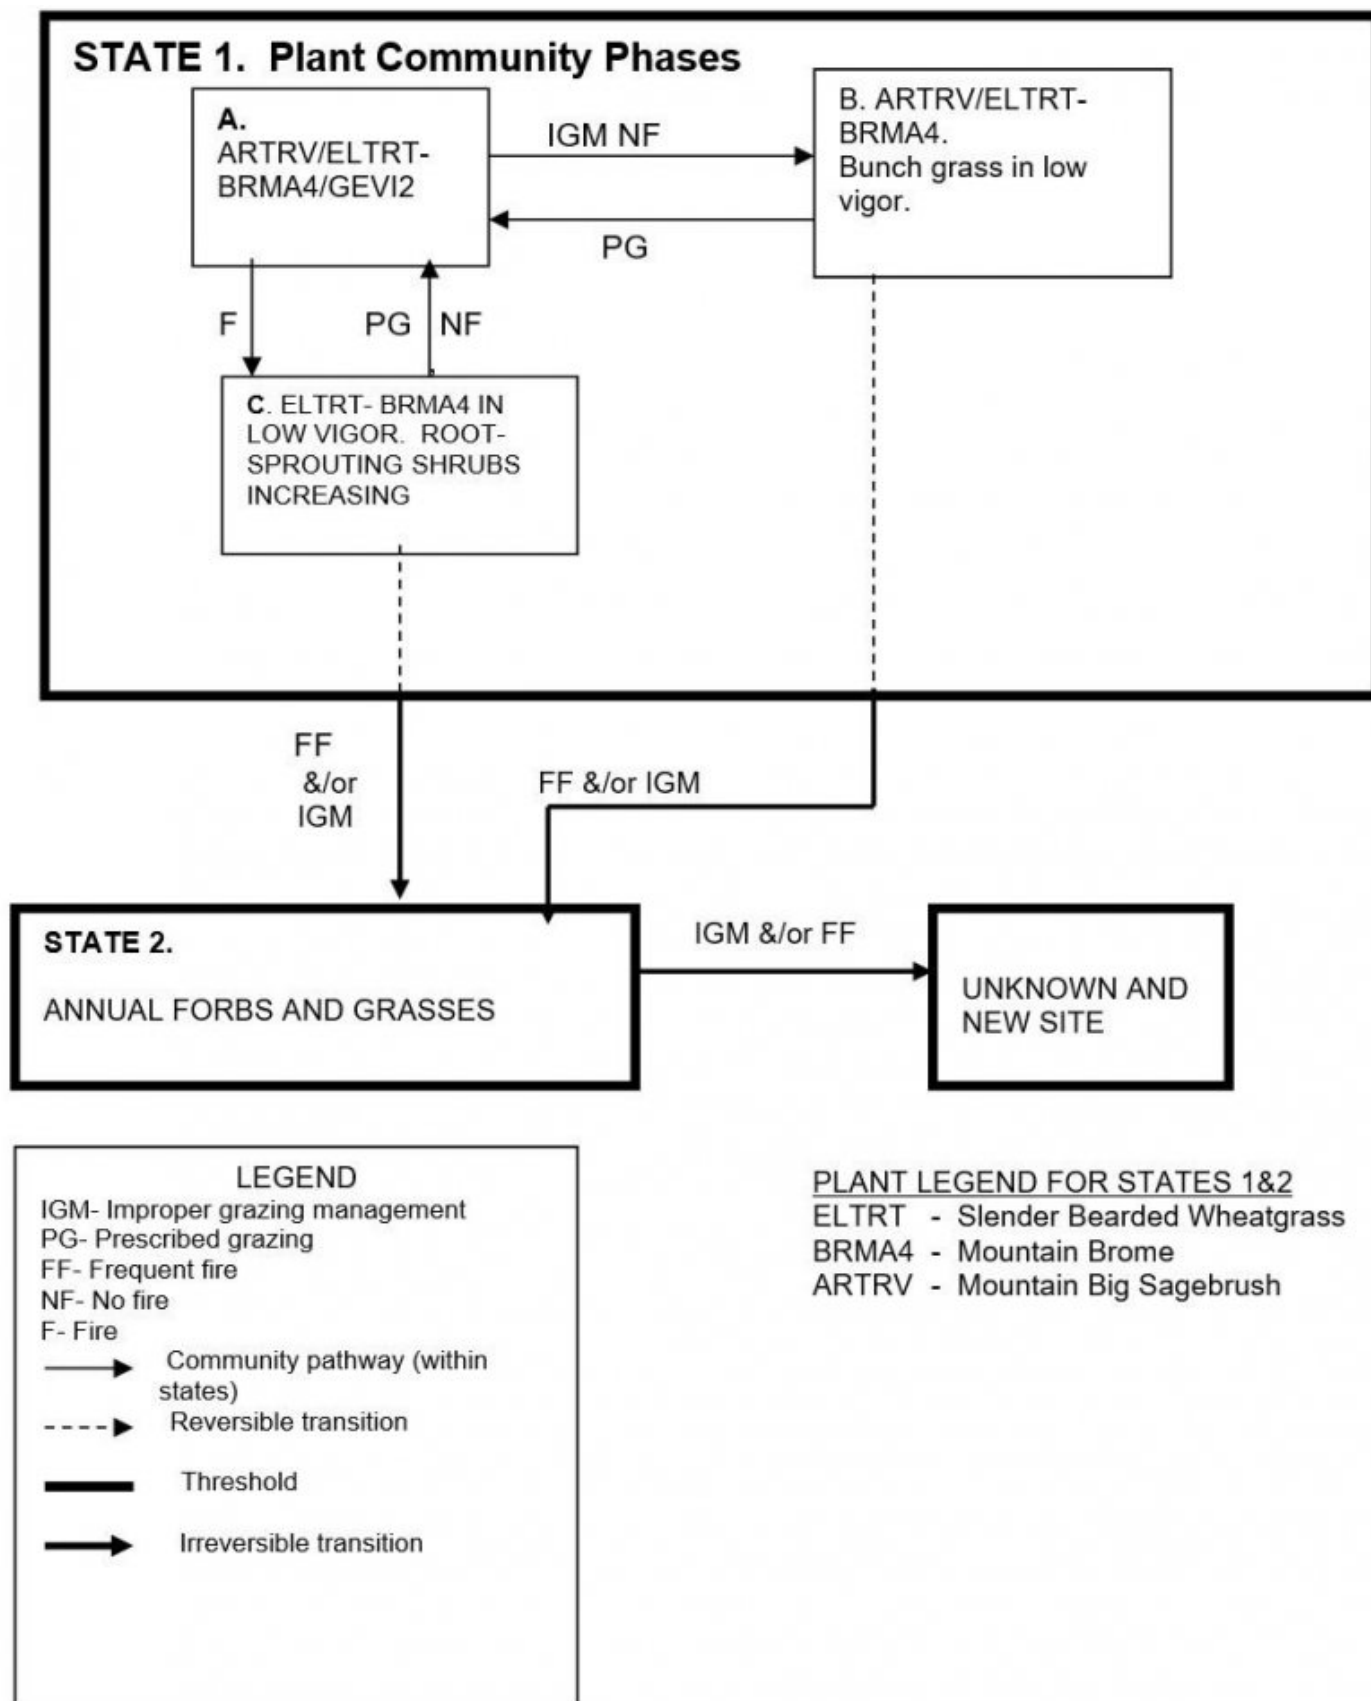 STATE 1. Plant Community Phases
A.
ARTRV/ELTRT-
BRMA4/GEVI2
IGM NF
B. ARTRV/ELTRT-
BRMA4.
Bunch grass in low
vigor.
PG
F
PG NF
C. ELTRT- BRMA4 IN
LOW VIGOR. ROOT-
SPROUTING SHRUBS
INCREASING
FF
&/or
IGM
FF &/or IGM
STATE 2.
ANNUAL FORBS AND GRASSES
IGM &/or FF
UNKNOWN AND
NEW SITE
LEGEND
IGM- Improper grazing management
PG- Prescribed grazing
FF- Frequent fire
NF- No fire
F- Fire
Community pathway (within
states)
Reversible transition
Threshold
Irreversible transition
PLANT LEGEND FOR STATES 1&2
ELTRT - Slender Bearded Wheatgrass
BRMA4 - Mountain Brome
ARTRV - Mountain Big Sagebrush